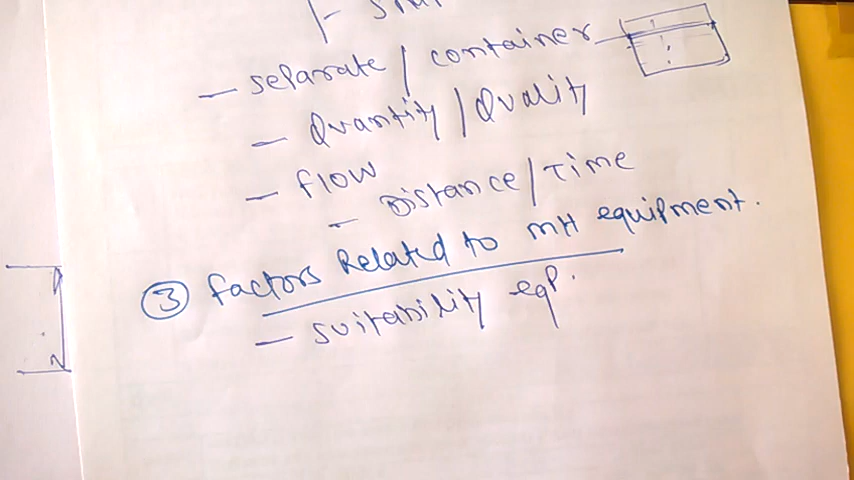 - Separate / container
- Quantity / Quality
- flow
- Distance / Time
③ factors Related to MH equipment.
- suitability eqp.